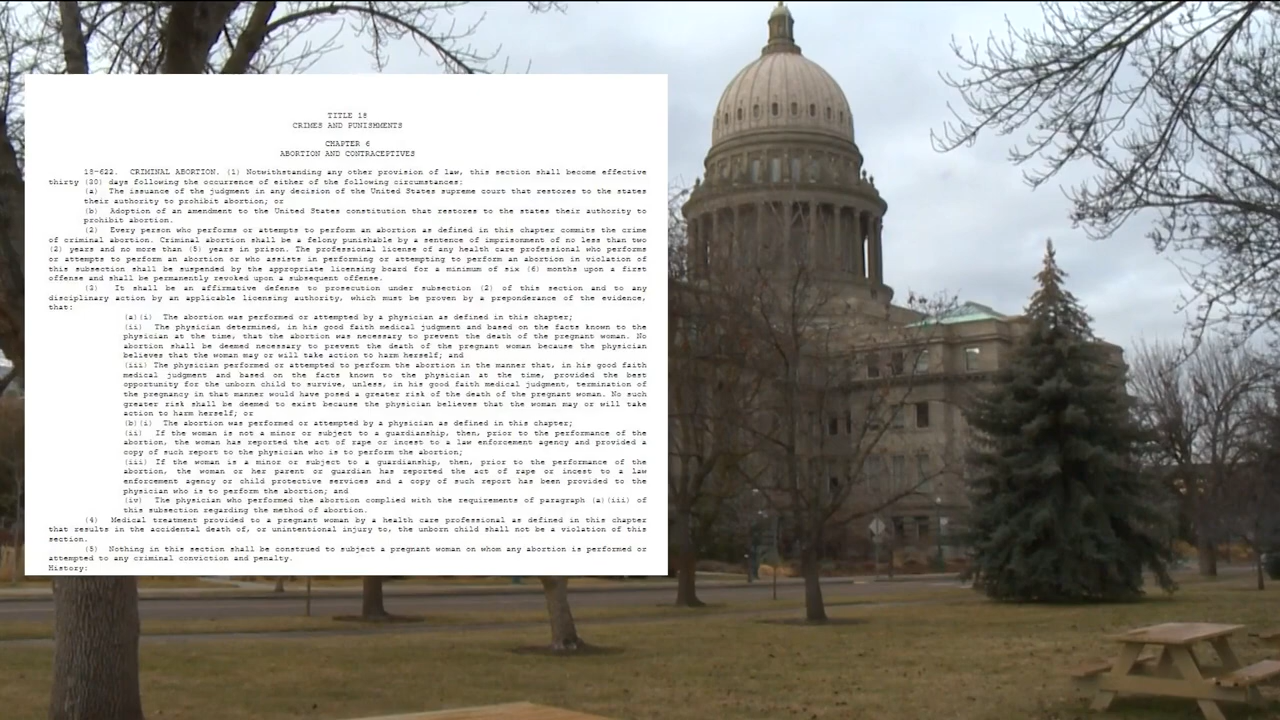 TITLE 18
CRIMES AND PUNISHMENTS
CHAPTER 6
ABORTION AND CONTRACEPTIVES
18-622. CRIMINAL ABORTION. (1) Notwithstanding any other provision of law, this section shall become effective
thirty (30) days following the occurrence of either of the following circumstances:
(a) The issuance of the judgment in any decision of the United States supreme court that restores to the states
their authority to prohibit abortion; or
(b) Adoption of an amendment to the United States constitution that restores to the states their authority to
prohibit abortion.
(2) Every person who performs or attempts to perform an abortion as defined in this chapter commits the crime
of criminal abortion. Criminal abortion shall be a felony punishable by a sentence of imprisonment of no less than two
(2) years and no more than (5) years in prison. The professional license of any health care professional who performs
or attempts to perform an abortion or who assists in performing or attempting to perform an abortion in violation of
this subsection shall be suspended by the appropriate licensing board for a minimum of six (6) months upon a first
offense and shall be permanently revoked upon a subsequent offense.
(3) It shall be an affirmative defense to prosecution under subsection (2) of this section and to any
disciplinary action by an applicable licensing authority, which must be proven by a preponderance of the evidence,
that:
(a)(i) The abortion was performed or attempted by a physician as defined in this chapter;
(ii) The physician determined, in his good faith medical judgment and based on the facts known to the
physician at the time, that the abortion was necessary to prevent the death of the pregnant woman. No
abortion shall be deemed necessary to prevent the death of the pregnant woman because the physician
believes that the woman may or will take action to harm herself; and
(iii) The physician performed or attempted to perform the abortion in the manner that, in his good faith
medical judgment and based on the facts known to the physician at the time, provided the best
opportunity for the unborn child to survive, unless, in his good faith medical judgment, termination of
the pregnancy in that manner would have posed a greater risk of the death of the pregnant woman. No such
greater risk shall be deemed to exist because the physician believes that the woman may or will take
action to harm herself; or
(b)(i) The abortion was performed or attempted by a physician as defined in this chapter;
(ii) If the woman is not a minor or subject to a guardianship, then, prior to the performance of the
abortion, the woman has reported the act of rape or incest to a law enforcement agency and provided a
copy of such report to the physician who is to perform the abortion;
(iii) If the woman is a minor or subject to a guardianship, then, prior to the performance of the
abortion, the woman or her parent or guardian has reported the act of rape or incest to a law
enforcement agency or child protective services and a copy of such report has been provided to the
physician who is to perform the abortion; and
(iv) The physician who performed the abortion complied with the requirements of paragraph (a)(iii) of
this subsection regarding the method of abortion.
(4) Medical treatment provided to a pregnant woman by a health care professional as defined in this chapter
that results in the accidental death of, or unintentional injury to, the unborn child shall not be a violation of this
section.
(5) Nothing in this section shall be construed to subject a pregnant woman on whom any abortion is performed or
attempted to any criminal conviction and penalty.
History: